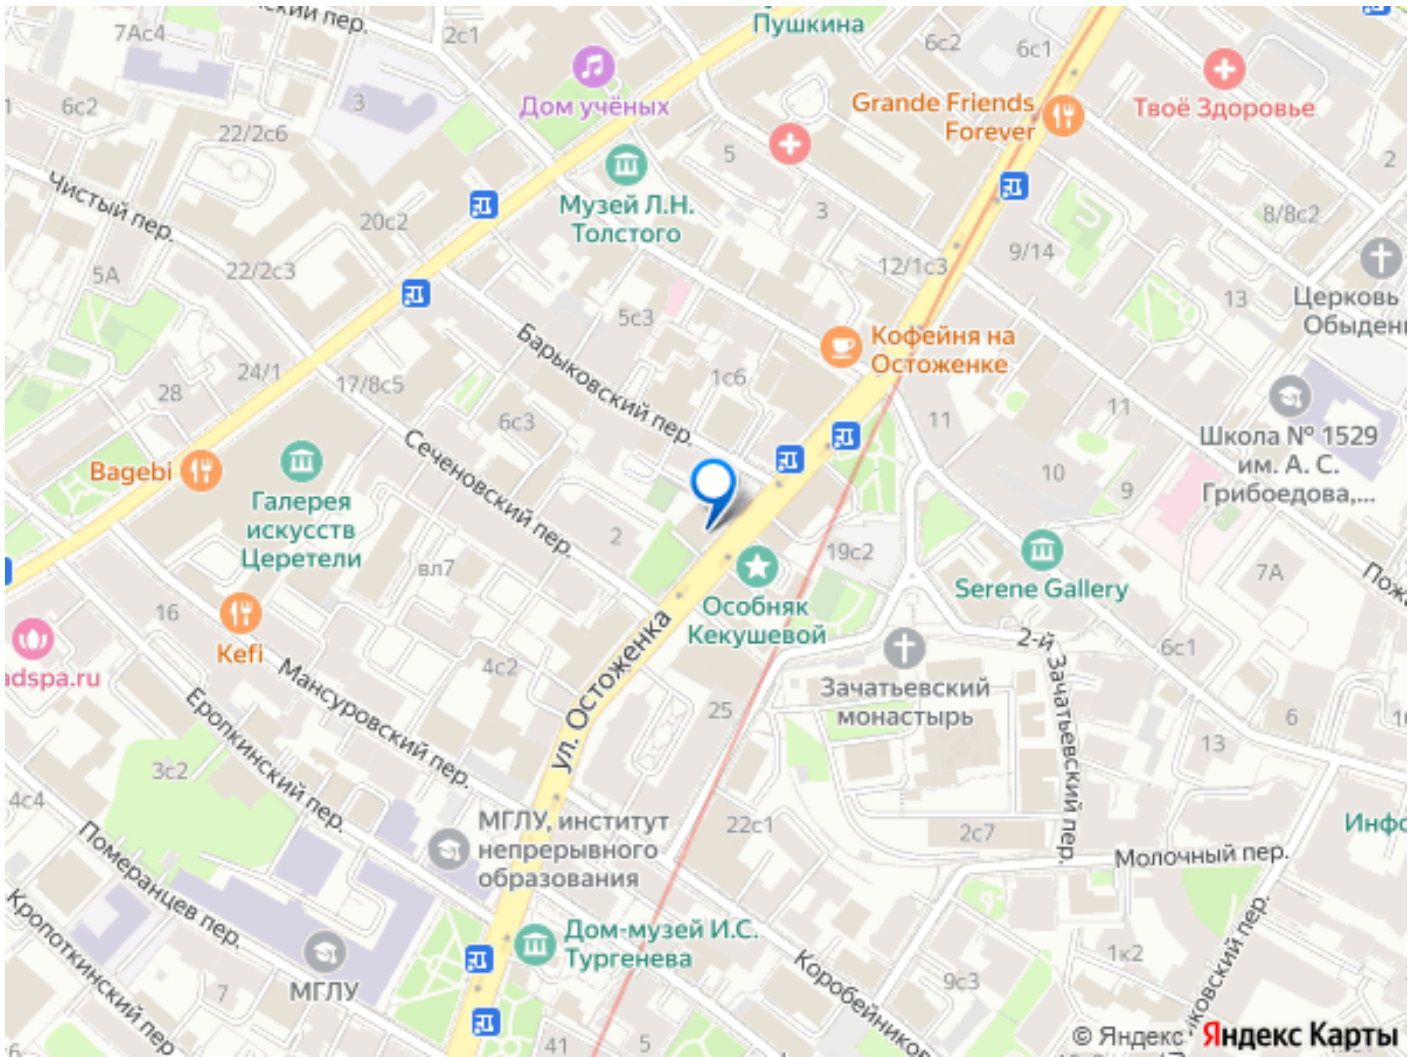 7Ас4
2с1
Пушкина
6с2
6с1
Дом учёных
Grande Friends
Forever
Твоё Здоровье
6с2
3
22/2с6
5
2
Музей Л.Н.
Толстого
Чистый пер.
20с2
3
8/8с2
5А
22/2с3
12/1с3
9/14
13
Церковь
5с3
Кофейня на
Остоженке
Барыковский пер.
24/1
28
17/8с5
1с6
6с3
11
11
Школа № 1529
им. А. С.
Грибоедова,...
Bagebi
Сеченовский пер.
10
9
Галерея
искусств
Церетели
2
19с2
вл7
Serene Gallery
7А
Особняк
Кекушевой
16
Kefi
4с2
ул. Остоженка
2-й Зачатьевский пер.
6с1
adspa.ru
Мансуровский пер.
Зачатьевский
монастырь
25
6
13
Еропкинский пер.
3с2
4с4
МГЛУ, институт
непрерывного
образования
22с1
2с7
Молочный пер.
Померанцев пер.
Кропоткинский пер.
МГЛУ
7
Дом-музей И.С.
Тургенева
1к2
9с3
41
5
© Яндекс
Яндекс Карты